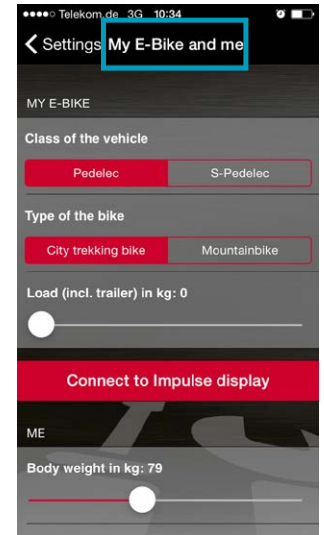 Telekom.de 3G 10:34
Settings My E-Bike and me
MY E-BIKE
Class of the vehicle
Pedelec S-Pedelec
Type of the bike
City trekking bike Mountainbike
Load (incl. trailer) in kg: 0
Connect to Impulse display
ME
Body weight in kg: 79